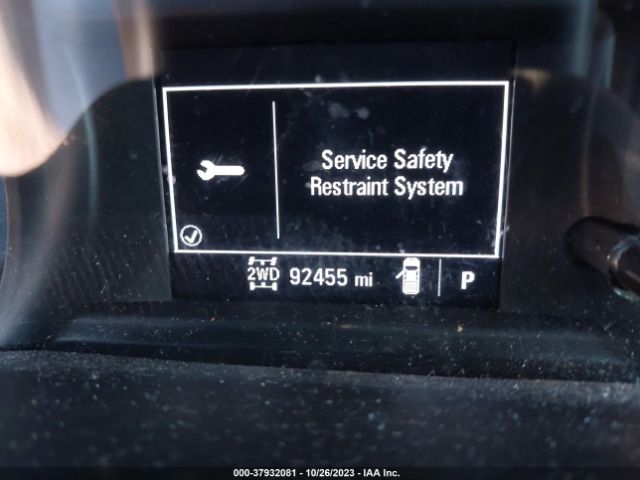 Service Safety
Restraint System
2WD 92455 mi P
000-37932081 - 10/26/2023 - IAA Inc.